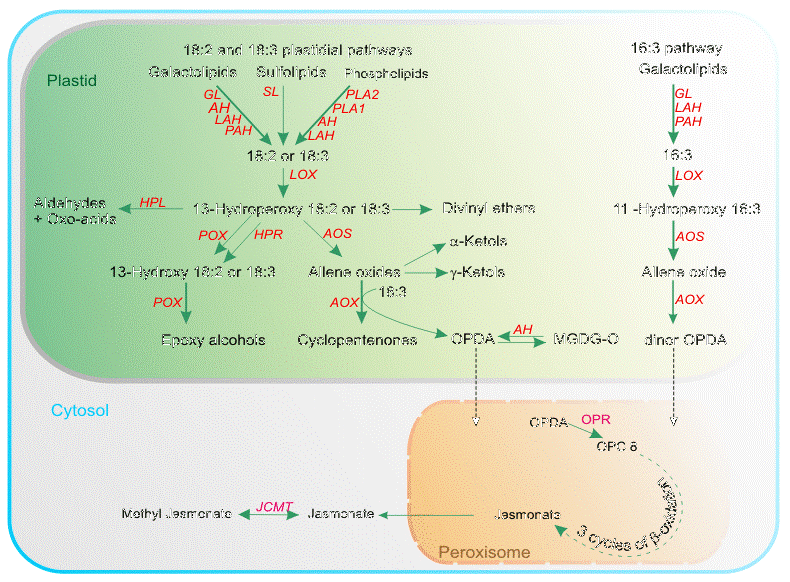 18:2 and 18:3 plastidial pathways
16:3 pathway
Galactolipids
Sulfolipids
Phospholipids
Galactolipids
Plastid
GL
AH
LAH
PAH
SL
PLA2
PLA1
AH
LAH
GL
LAH
PAH
18:2 or 18:3
16:3
LOX
LOX
Aldehydes
+ Oxo-acids
HPL
13-Hydroperoxy 18:2 or 18:3
Divinyl ethers
11 -Hydroperoxy 16:3
POX
HPR
AOS
α-Ketols
AOS
13-Hydroxy 18:2 or 18:3
Allene oxides
γ-Ketols
Allene oxide
18:3
POX
AOX
AOX
Epoxy alcohols
Cyclopentenones
OPDA
AH
MGDG-O
dinor OPDA
Cytosol
OPDA
OPR
OPC 8
3 cycles of β-oxidation
Methyl Jasmonate
JCMT
Jasmonate
Jasmonate
Peroxisome